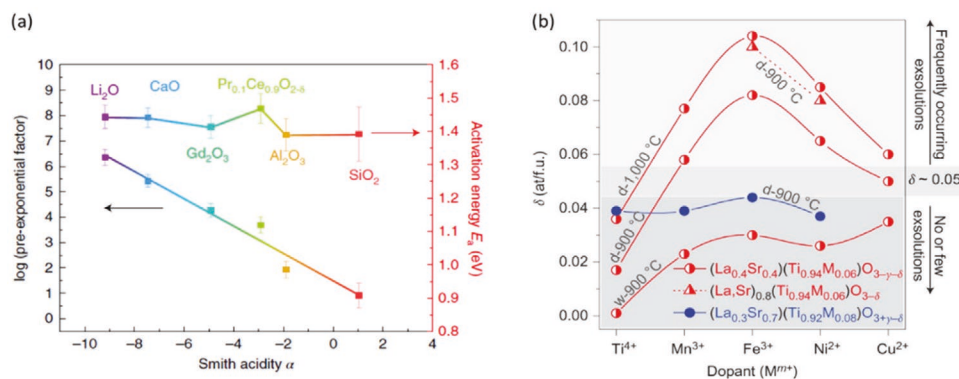 (a)
10
9
8
7
6
5
4
3
2
1
0
log (pre-exponential factor)
Li₂O
CaO
Pr₀.₁Ce₀.₉O₂₋δ
Gd₂O₃
Al₂O₃
SiO₂
1.6
1.5
1.4
1.3
1.2
1.1
1.0
0.9
0.8
Activation energy Eₐ (eV)
−10 −8 −6 −4 −2 0 2 4
Smith acidity α
(b)
0.10
0.08
0.06
0.04
0.02
0.00
δ (at/f.u.)
d-900 °C
d-1,000 °C
d-900 °C
d-900 °C
w-900 °C
(La₀.₄Sr₀.₄)(Ti₀.₉₄M₀.₀₆)O₃₋γ₋δ
(La,Sr)₀.₈(Ti₀.₉₄M₀.₀₆)O₃₋δ
(La₀.₃Sr₀.₇)(Ti₀.₉₂M₀.₀₈)O₃₊γ₋δ
Ti⁴⁺ Mn³⁺ Fe³⁺ Ni²⁺ Cu²⁺
Dopant (Mᵐ⁺)
Frequently occurring
exsolutions
δ ~ 0.05
No or few
exsolutions